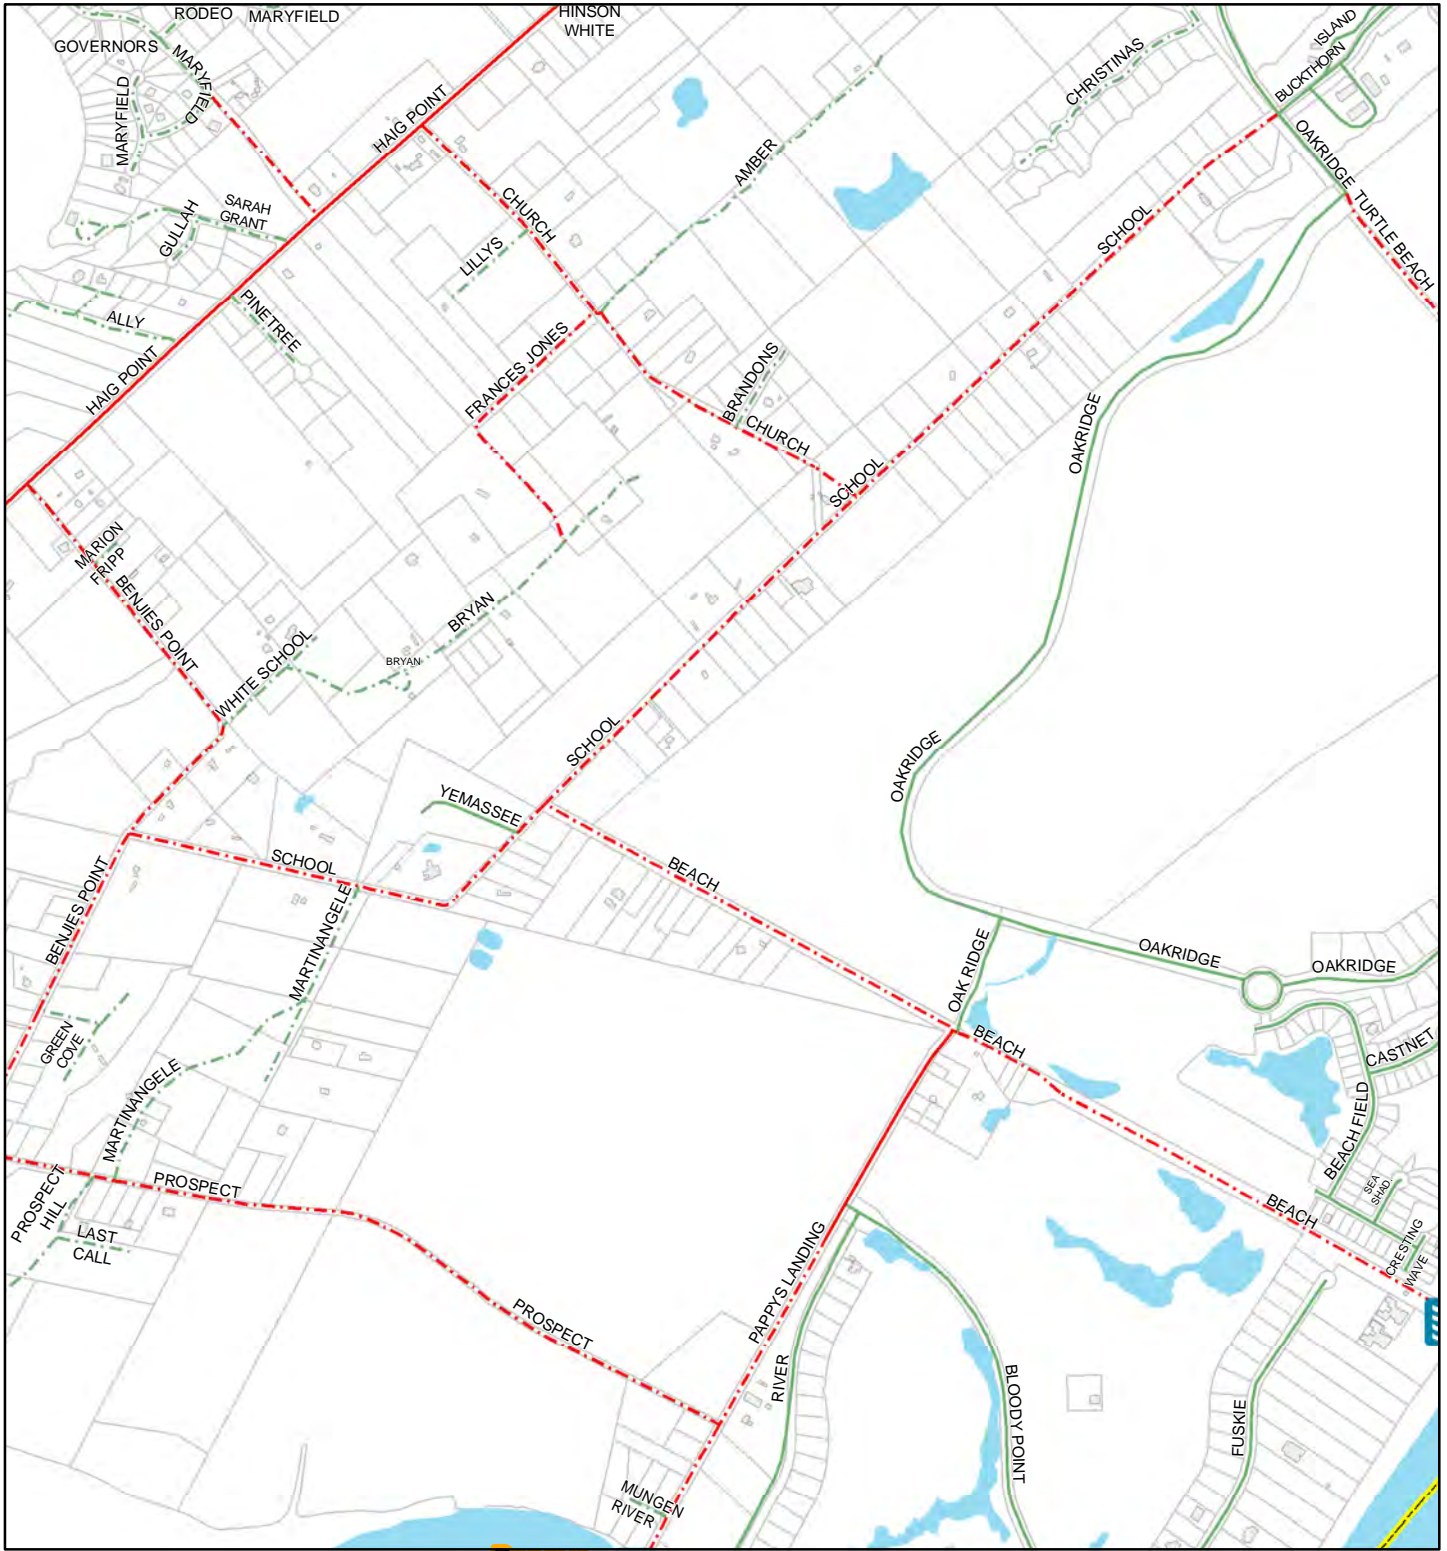 RODEO
MARYFIELD
HINSON
WHITE
GOVERNORS
MARYFIELD
MARYFIELD
MARYFIELD
HAIG POINT
CHRISTINAS
ISLAND
BUCKTHORN
OAKRIDGE
TURTLE BEACH
AMBER
CHURCH
SARAH
GRANT
GULLAH
LILLYS
SCHOOL
ALLY
PINETREE
HAIG POINT
FRANCES JONES
BRANDONS
CHURCH
OAKRIDGE
SCHOOL
MARION
FRIPP
BENJIES POINT
BRYAN
BRYAN
WHITE SCHOOL
SCHOOL
OAKRIDGE
YEMASSEE
SCHOOL
BEACH
BENJIES POINT
MARTINANGELE
OAK RIDGE
OAKRIDGE
OAKRIDGE
GREEN
COVE
BEACH
CASTNET
MARTINANGELE
BEACH FIELD
PROSPECT
HILL
PROSPECT
SEA
SHAD.
BEACH
LAST
CALL
CRESTING
WAVE
PAPPYS LANDING
PROSPECT
RIVER
BLOODY POINT
FUSKIE
MUNGEN
RIVER